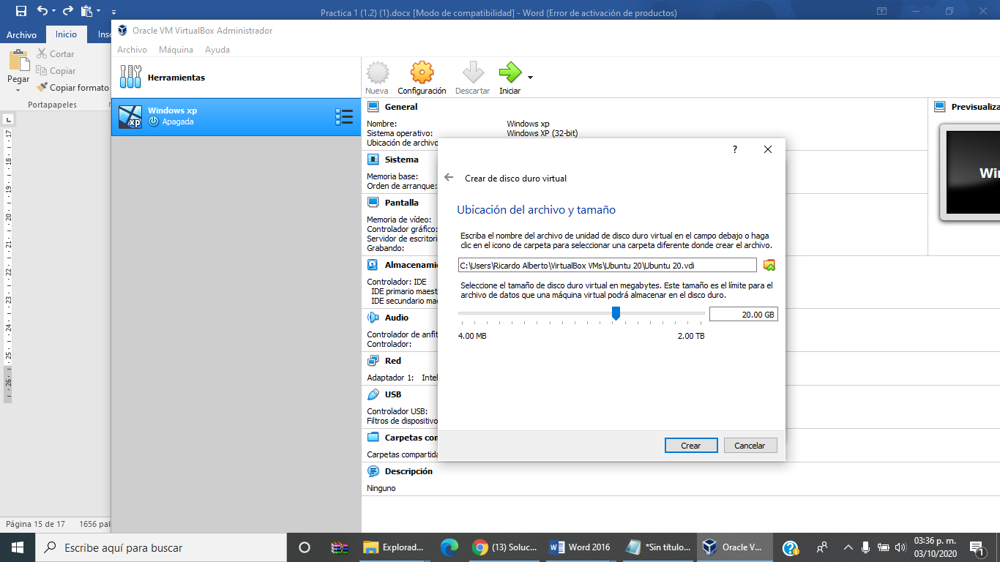 Practica 1 (1.2) (1).docx [Modo de compatibilidad] - Word (Error de activación de productos)
Archivo Inicio Inse
Cortar
Copiar
Copiar formato
Pegar
Portapapeles
Oracle VM VirtualBox Administrador
Archivo Máquina Ayuda
Herramientas
Windows xp
Apagada
xp
Nueva Configuración Descartar Iniciar
General
Nombre: Windows xp
Sistema operativo: Windows XP (32-bit)
Ubicación de archivo
Sistema
Memoria base:
Orden de arranque:
Pantalla
Memoria de vídeo:
Controlador gráfico:
Servidor de escritori
Grabando:
Almacenamie
Controlador: IDE
IDE primario maest
IDE secundario mae
Audio
Controlador de anfit
Controlador:
Red
Adaptador 1: Intel
USB
Controlador USB:
Filtros de dispositivo
Carpetas con
Carpetas compartida
Descripción
Ninguno
Previsualiza
Win
?
Crear de disco duro virtual
Ubicación del archivo y tamaño
Escriba el nombre del archivo de unidad de disco duro virtual en el campo debajo o haga
clic en el icono de carpeta para seleccionar una carpeta diferente donde crear el archivo.
C:\Users\Ricardo Alberto\VirtualBox VMs\Ubuntu 20\Ubuntu 20.vdi
Seleccione el tamaño de disco duro virtual en megabytes. Este tamaño es el límite para el
archivo de datos que una máquina virtual podrá almacenar en el disco duro.
20.00 GB
4.00 MB 2.00 TB
Crear Cancelar
L
17
18
19
20
21
22
23
24
25
26
Página 15 de 17 1656 pal
Escribe aquí para buscar
Explorad...
(13) Soluc...
Word 2016
*Sin título...
Oracle V...
03:36 p. m.
03/10/2020
1